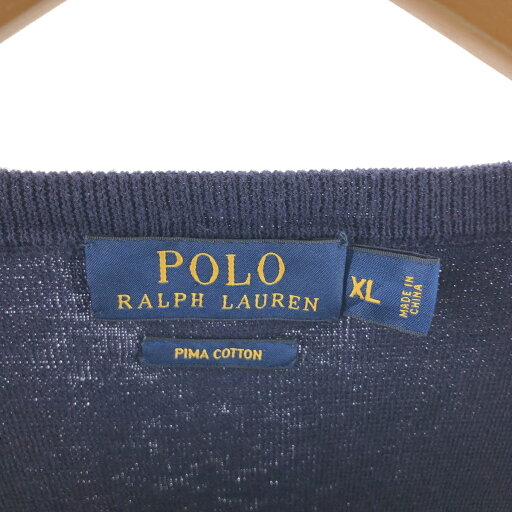 POLO
RALPH LAUREN
XL
MADE IN
CHINA
PIMA COTTON